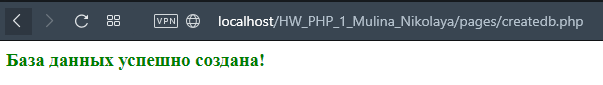 VPN localhost/HW_PHP_1_Mulina_Nikolaya/pages/createdb.php
База данных успешно создана!